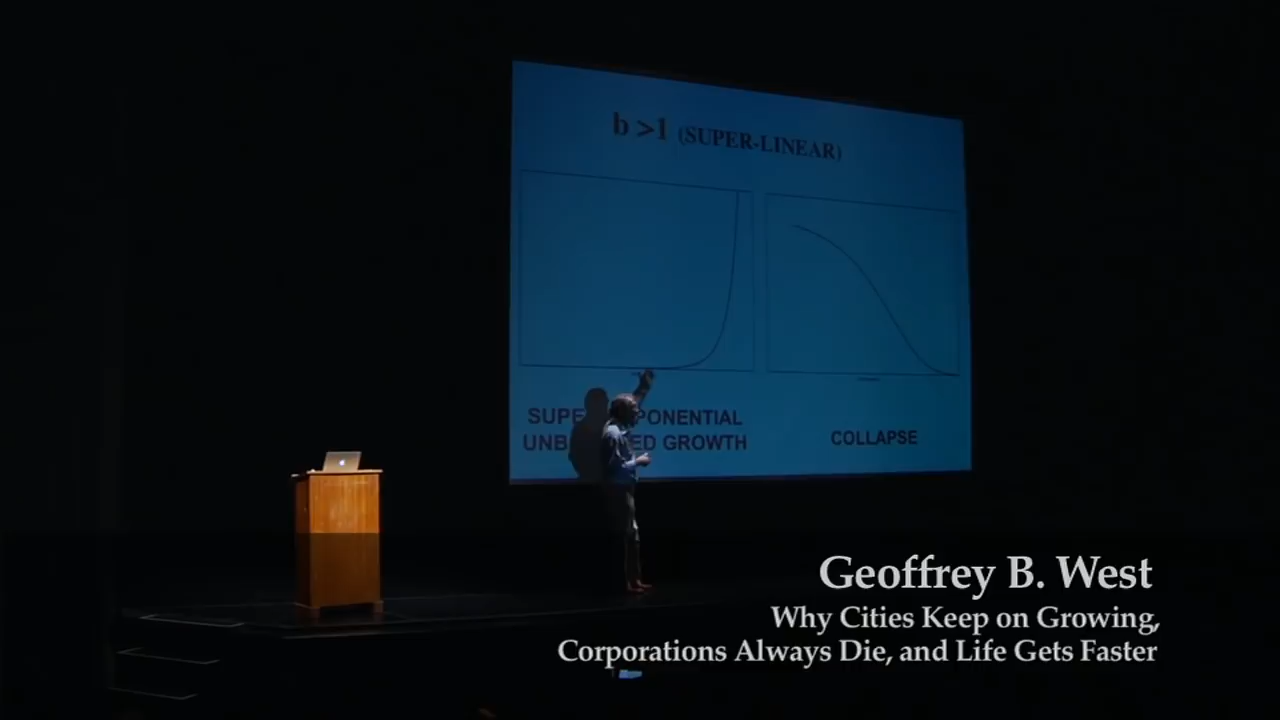 b >1 (SUPER-LINEAR)
SUPE PONENTIAL
UNB ED GROWTH
COLLAPSE
Geoffrey B. West
Why Cities Keep on Growing,
Corporations Always Die, and Life Gets Faster